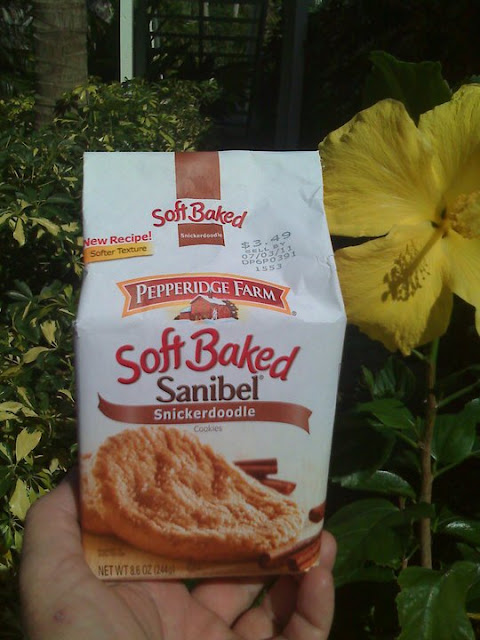 Soft Baked
Snickerdoodle
New Recipe!
Softer Texture
$3.49
SELL BY
07/03/11
OP6P0391
1553
PEPPERIDGE FARM®
Soft Baked
Sanibel®
Snickerdoodle
Cookies
NET WT 8.6 OZ (244g)